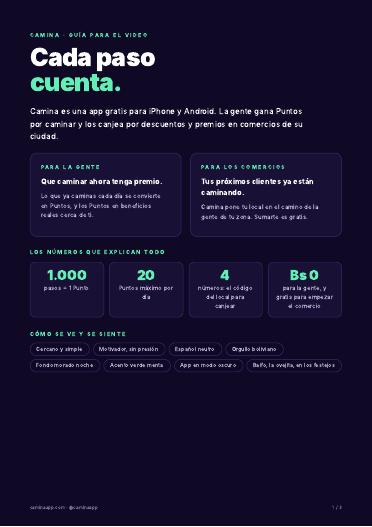 CAMINA · GUÍA PARA EL VIDEO
Cada paso
cuenta.
Camina es una app gratis para iPhone y Android. La gente gana Puntos
por caminar y los canjea por descuentos y premios en comercios de su
ciudad.
PARA LA GENTE
Que caminar ahora tenga premio.
Lo que ya caminas cada día se convierte
en Puntos, y los Puntos en beneficios
reales cerca de ti.
PARA LOS COMERCIOS
Tus próximos clientes ya están
caminando.
Camina pone tu local en el camino de la
gente de tu zona. Sumarte es gratis.
LOS NÚMEROS QUE EXPLICAN TODO
1.000
pasos = 1 Punto
20
Puntos máximo por
día
4
números: el código
del local para
canjear
Bs 0
para la gente, y
gratis para empezar
el comercio
CÓMO SE VE Y SE SIENTE
Cercano y simple
Motivador, sin presión
Español neutro
Orgullo boliviano
Fondo morado noche
Acento verde menta
App en modo oscuro
Balfo, la ovejita, en los festejos
caminaapp.com · @caminaapp
1 / 3